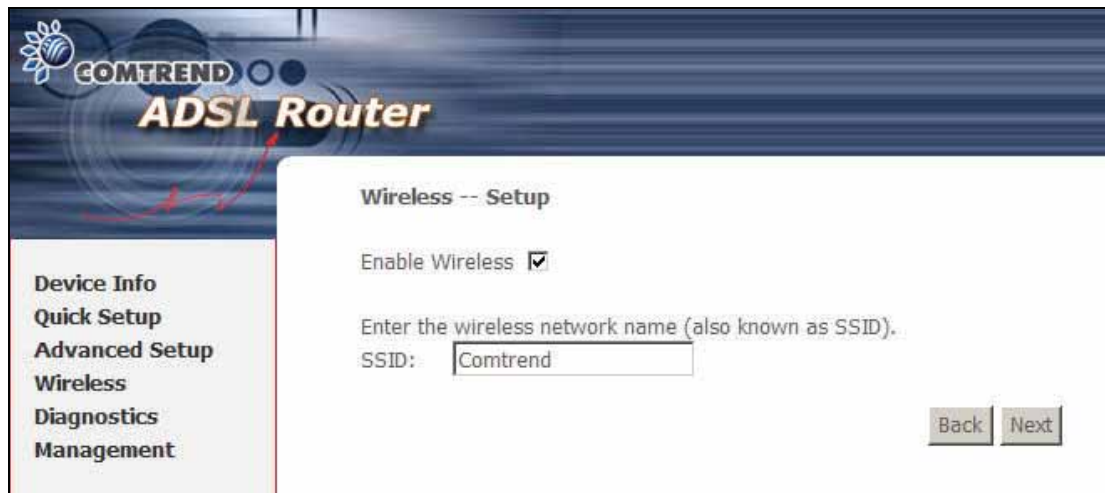 COMTREND
ADSL Router
Wireless -- Setup
Enable Wireless
Enter the wireless network name (also known as SSID).
SSID: Comtrend
Back Next
Device Info
Quick Setup
Advanced Setup
Wireless
Diagnostics
Management